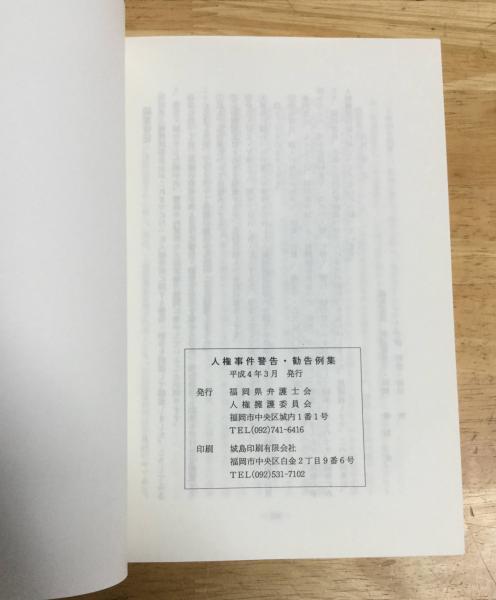 人権事件警告・勧告例集
平成4年3月 発行
発行 福岡県弁護士会
人権擁護委員会
福岡市中央区城内1番1号
TEL(092)741-6416
印刷 城島印刷有限会社
福岡市中央区白金2丁目9番6号
TEL(092)531-7102